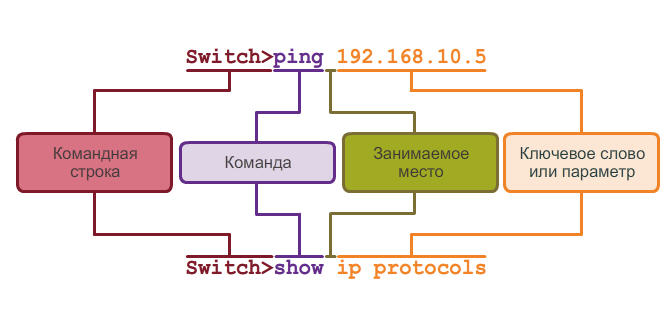 Switch>ping 192.168.10.5
Командная
строка
Команда
Занимаемое
место
Ключевое слово
или параметр
Switch>show ip protocols